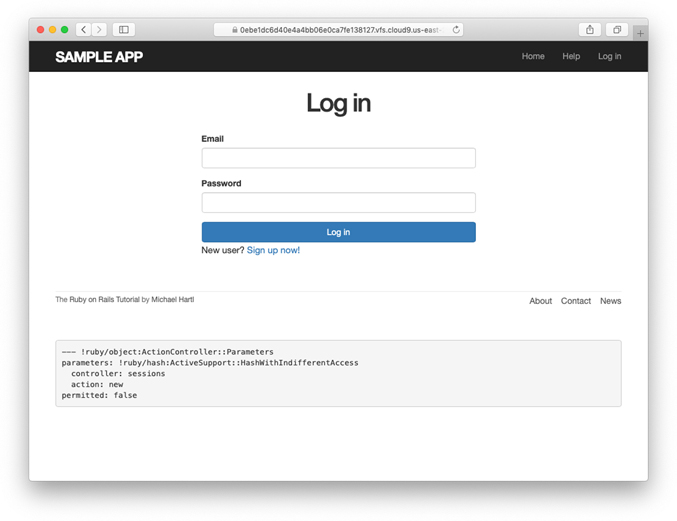 0ebe1dc6d40e4a4bb06e0ca7fe138127.vfs.cloud9.us-east-
SAMPLE APP
Home Help Log in
Log in
Email
Password
Log in
New user? Sign up now!
The Ruby on Rails Tutorial by Michael Hartl
About Contact News
--- !ruby/object:ActionController::Parameters
parameters: !ruby/hash:ActiveSupport::HashWithIndifferentAccess
  controller: sessions
  action: new
permitted: false